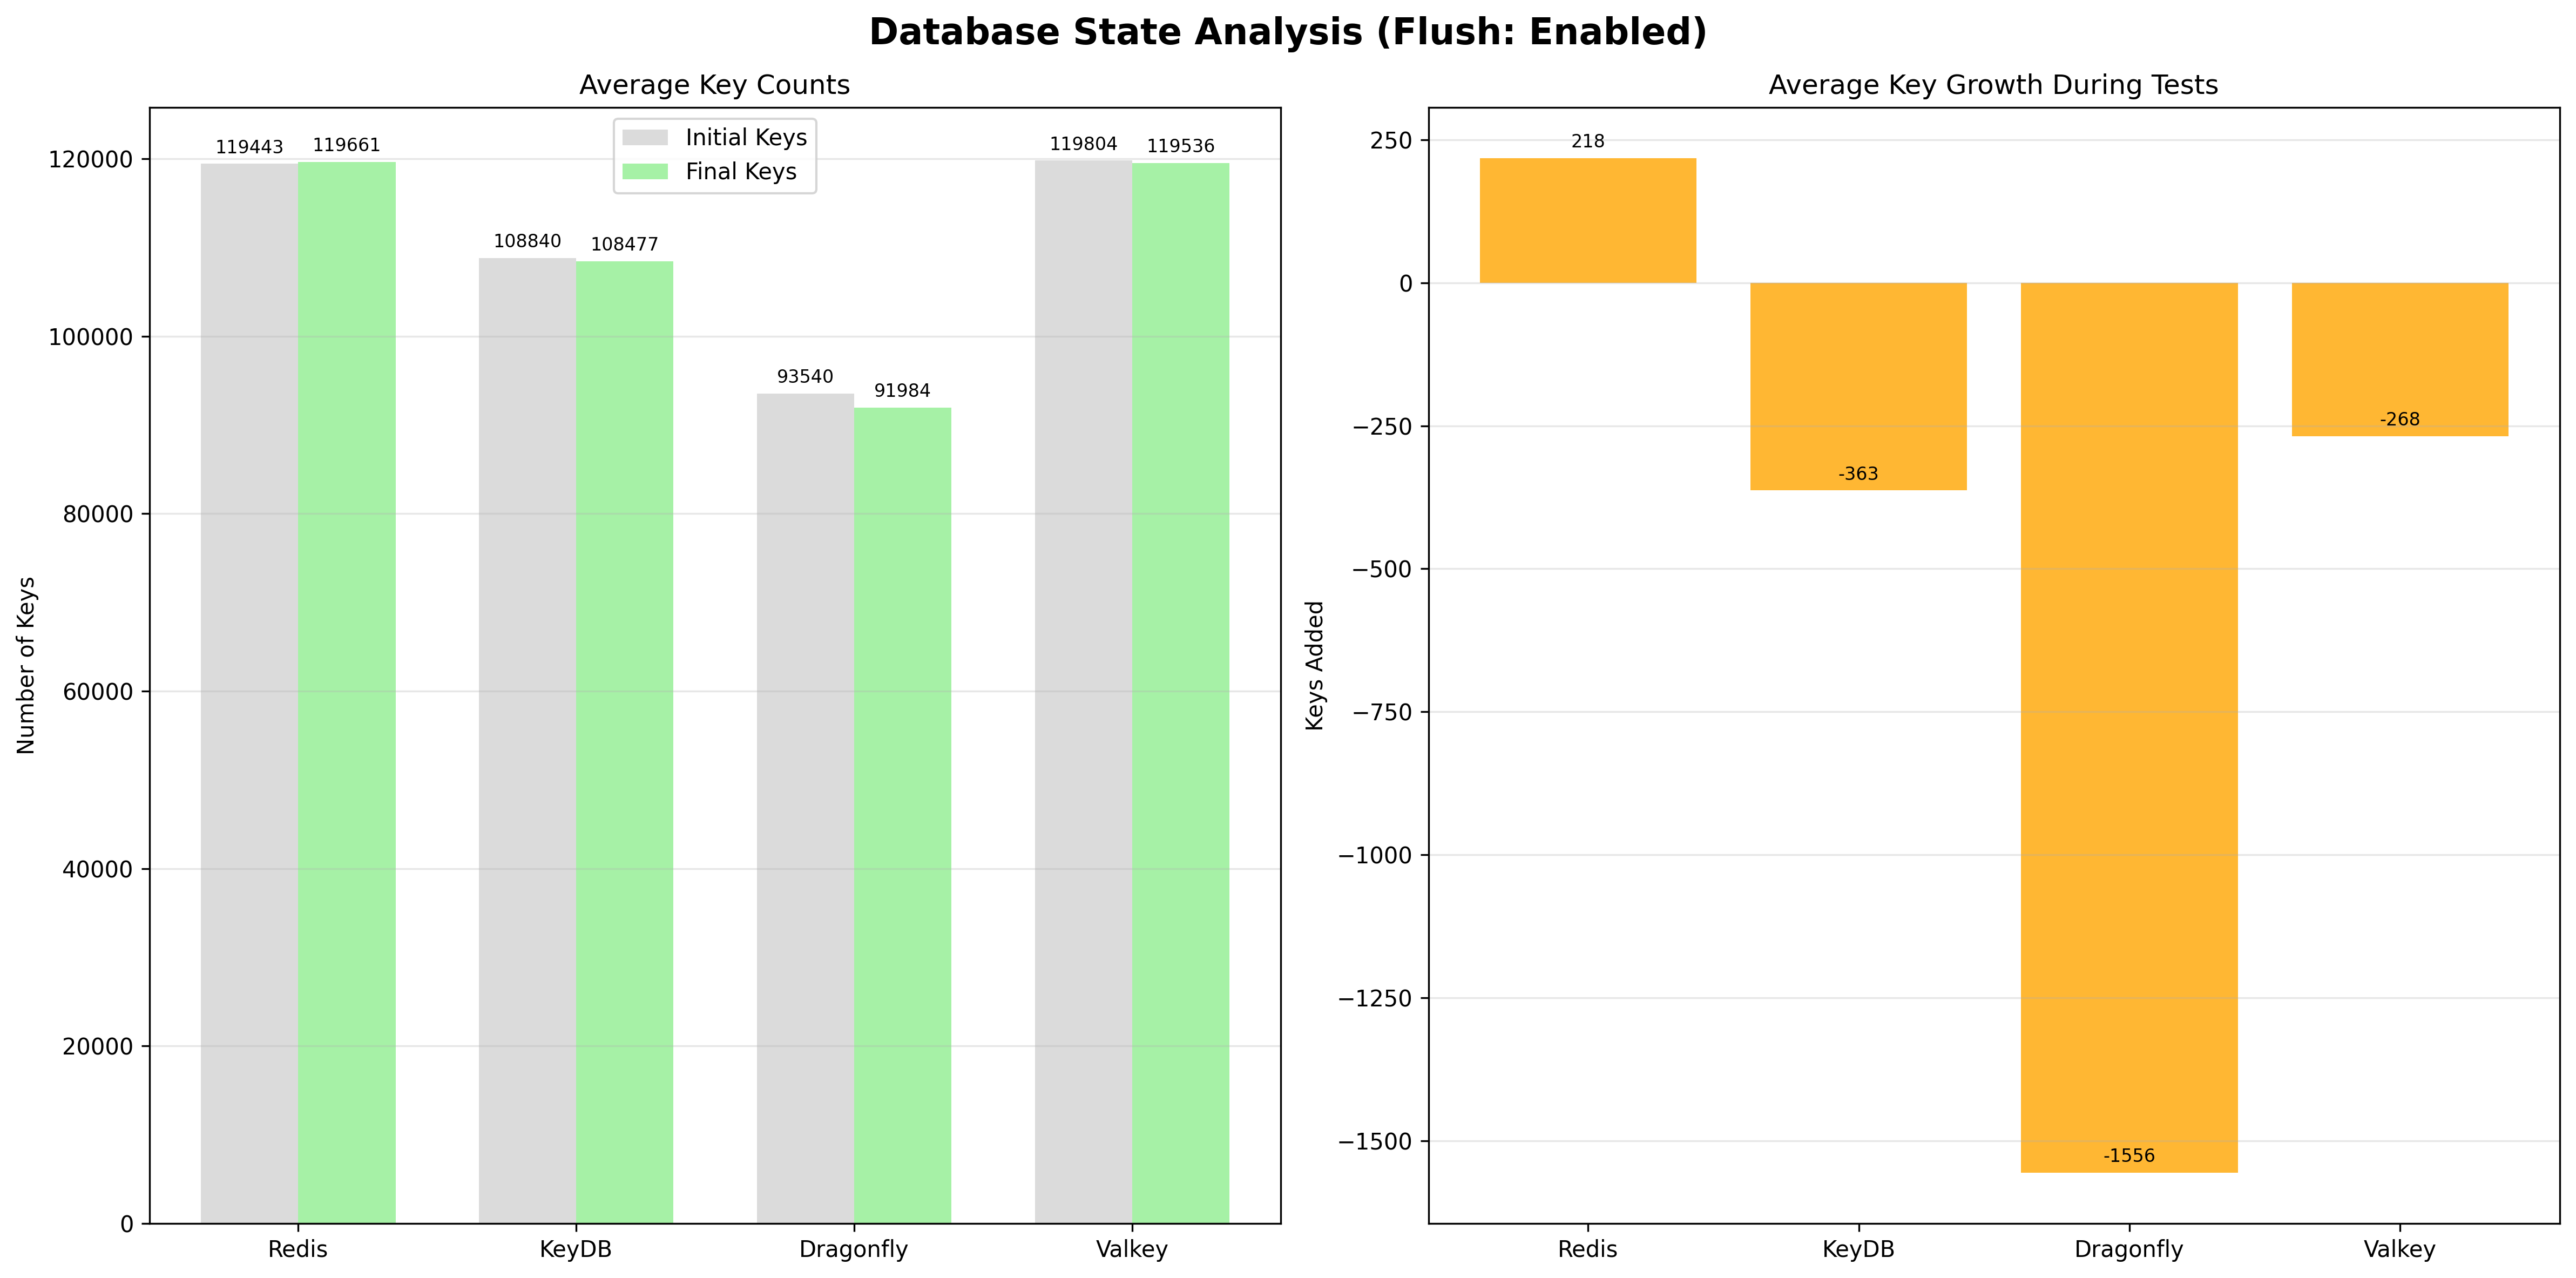 Database State Analysis (Flush: Enabled)
Average Key Counts
Number of Keys
120000
100000
80000
60000
40000
20000
0
Initial Keys
Final Keys
119443
119661
108840
108477
93540
91984
119804
119536
Redis
KeyDB
Dragonfly
Valkey
Average Key Growth During Tests
Keys Added
250
0
−250
−500
−750
−1000
−1250
−1500
218
-363
-1556
-268
Redis
KeyDB
Dragonfly
Valkey